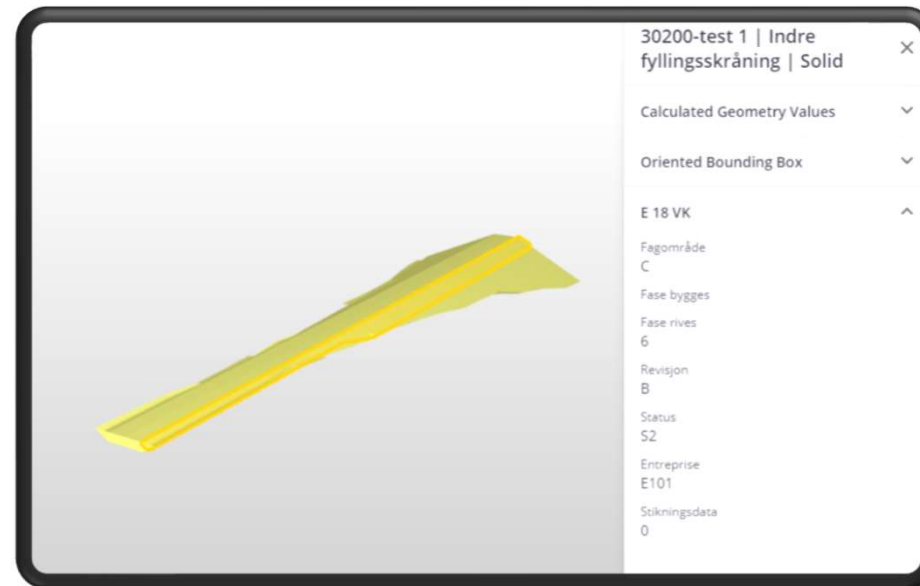 30200-test 1 | Indre
fyllingsskråning | Solid
Calculated Geometry Values
Oriented Bounding Box
E 18 VK
Fagområde
C
Fase bygges
Fase rives
6
Revisjon
B
Status
S2
Entreprise
E101
Stikningsdata
0